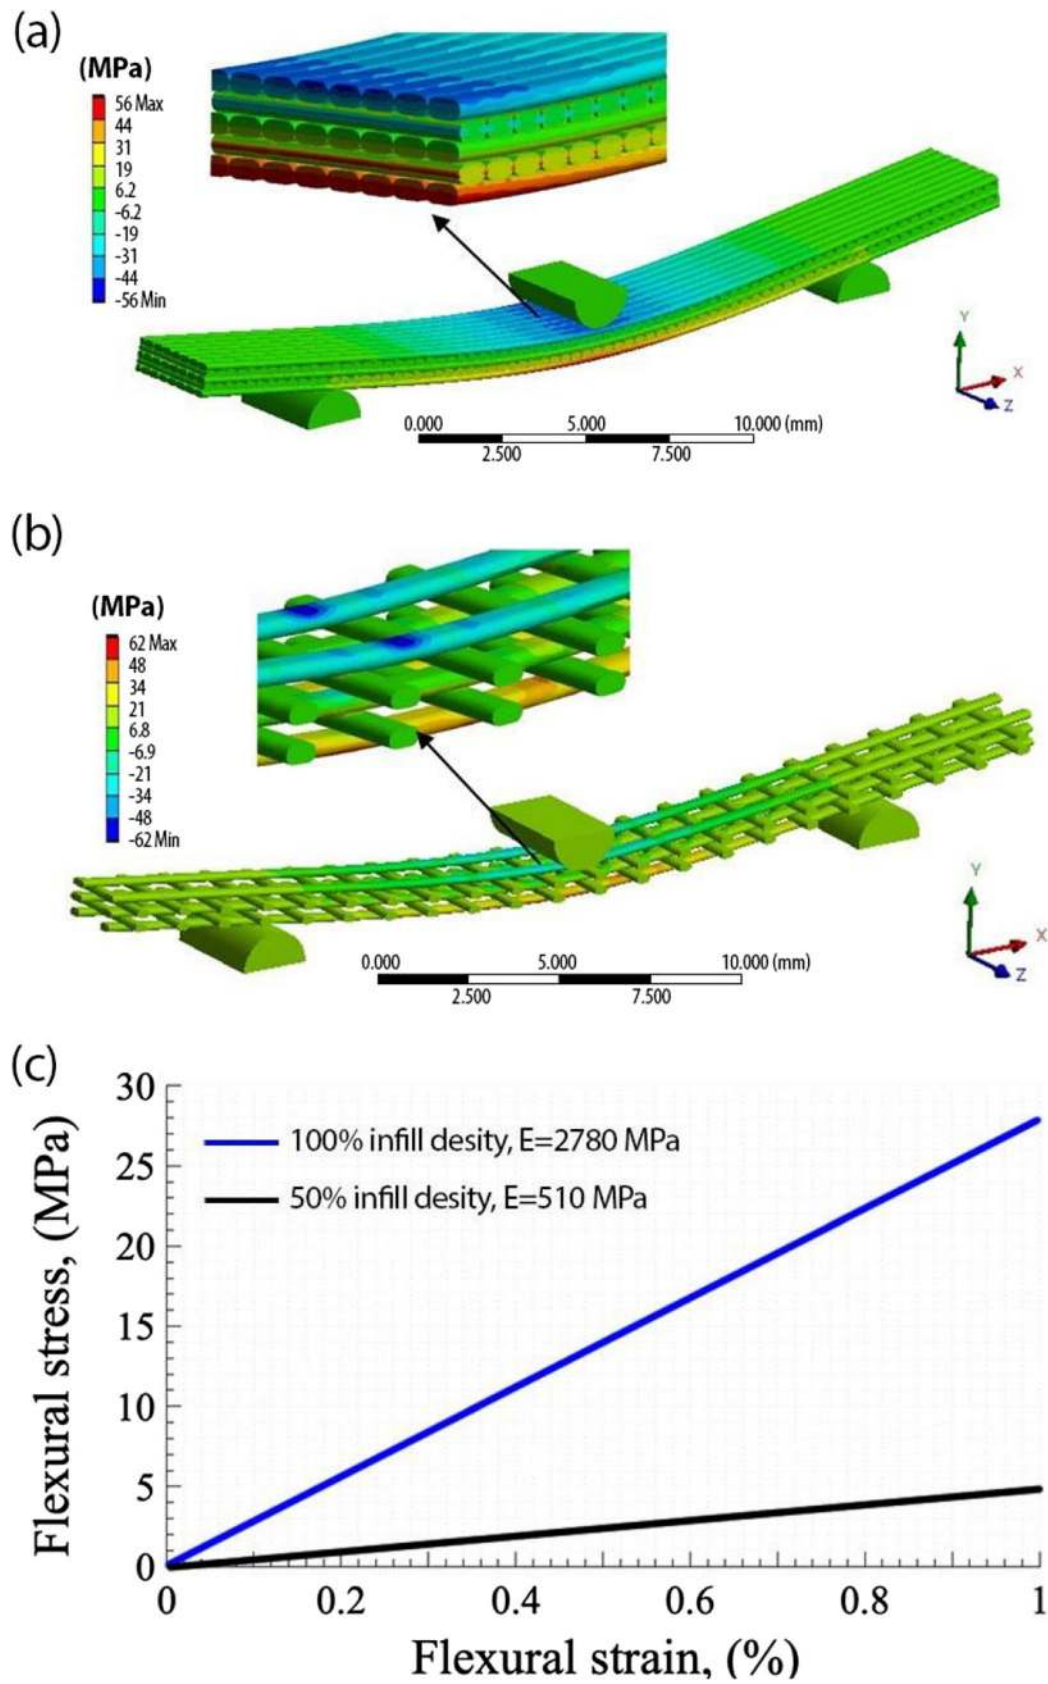 (a)
(MPa)
56 Max
44
31
19
6.2
-6.2
-19
-31
-44
-56 Min
Y
X
Z
0.000 5.000 10.000 (mm)
2.500 7.500
(b)
(MPa)
62 Max
48
34
21
6.8
-6.9
-21
-34
-48
-62 Min
Y
X
Z
0.000 5.000 10.000 (mm)
2.500 7.500
(c)
Flexural stress, (MPa)
30
25
20
15
10
5
0
100% infill desity, E=2780 MPa
50% infill desity, E=510 MPa
0 0.2 0.4 0.6 0.8 1
Flexural strain, (%)